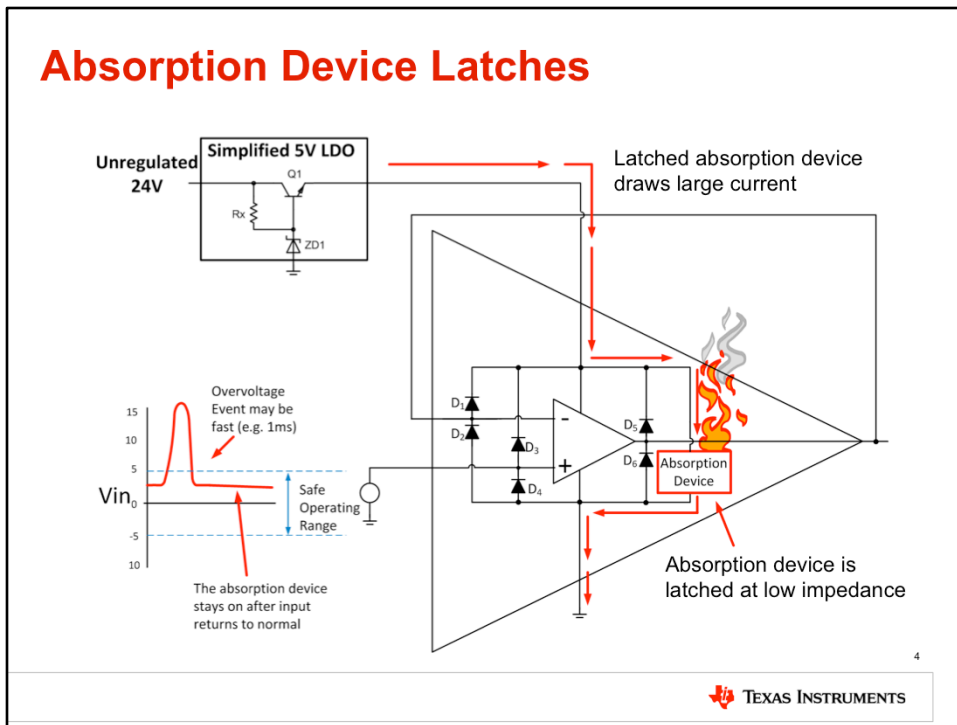 Absorption Device Latches
Simplified 5V LDO
Unregulated
24V
Q1
Rx
ZD1
Latched absorption device
draws large current
Overvoltage
Event may be
fast (e.g. 1ms)
15
10
5
Vin
0
-5
10
Safe
Operating
Range
The absorption device
stays on after input
returns to normal
D1
D2
D3
D4
-
+
D5
D6
Absorption
Device
Absorption device is
latched at low impedance
4
TEXAS INSTRUMENTS